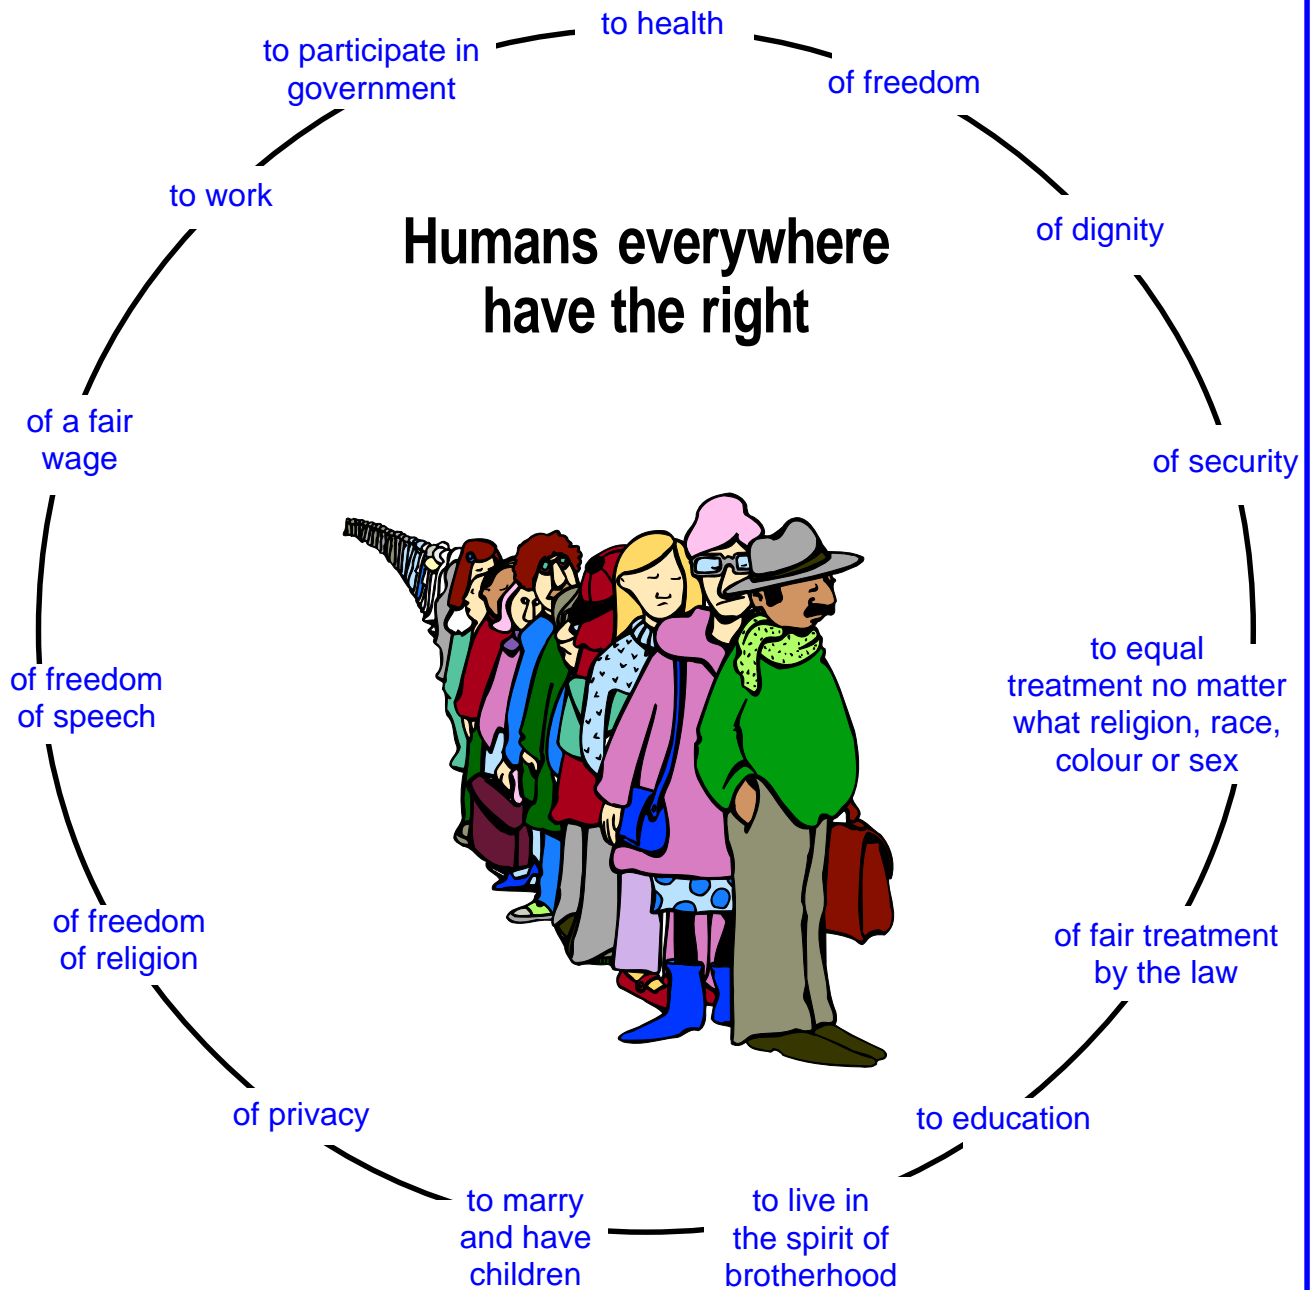 Humans everywhere
have the right
to health
of freedom
of dignity
of security
to equal
treatment no matter
what religion, race,
colour or sex
of fair treatment
by the law
to education
to live in
the spirit of
brotherhood
to marry
and have
children
of privacy
of freedom
of religion
of freedom
of speech
of a fair
wage
to work
to participate in
government